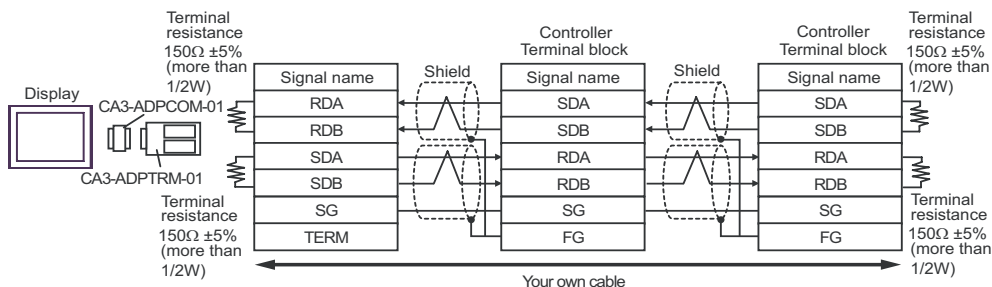 Terminal
resistance
150Ω ±5%
(more than
1/2W)
Controller
Terminal block
Controller
Terminal block
Terminal
resistance
150Ω ±5%
(more than
1/2W)
Display
CA3-ADPCOM-01
CA3-ADPTRM-01
Signal name
Shield
Signal name
Shield
Signal name
RDA
SDA
SDA
RDB
SDB
SDB
SDA
RDA
RDA
SDB
RDB
RDB
SG
SG
SG
TERM
FG
FG
Terminal
resistance
150Ω ±5%
(more than
1/2W)
Terminal
resistance
150Ω ±5%
(more than
1/2W)
Your own cable